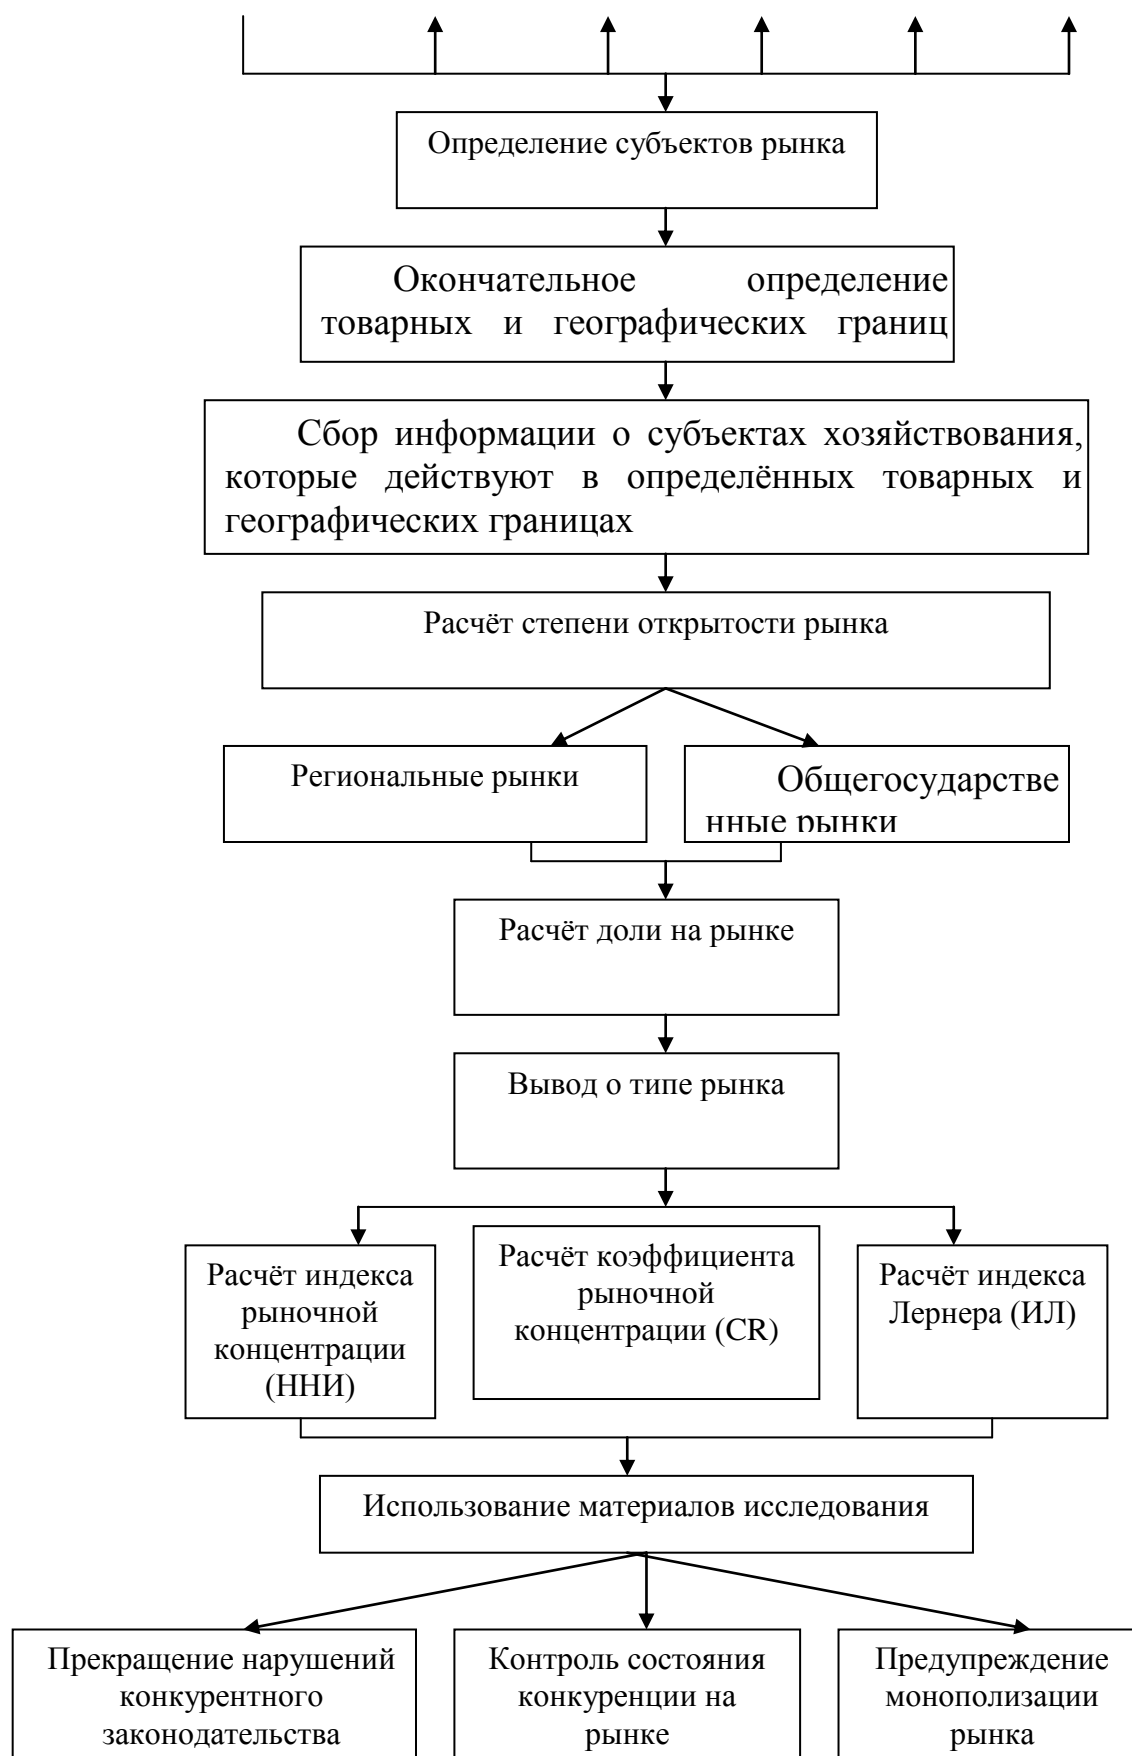 Определение субъектов рынка
Окончательное определение
товарных и географических границ
Сбор информации о субъектах хозяйствования,
которые действуют в определённых товарных и
географических границах
Расчёт степени открытости рынка
Региональные рынки
Общегосударстве
нные рынки
Расчёт доли на рынке
Вывод о типе рынка
Расчёт индекса
рыночной
концентрации
(ННИ)
Расчёт коэффициента
рыночной
концентрации (CR)
Расчёт индекса
Лернера (ИЛ)
Использование материалов исследования
Прекращение нарушений
конкурентного
законодательства
Контроль состояния
конкуренции на
рынке
Предупреждение
монополизации
рынка